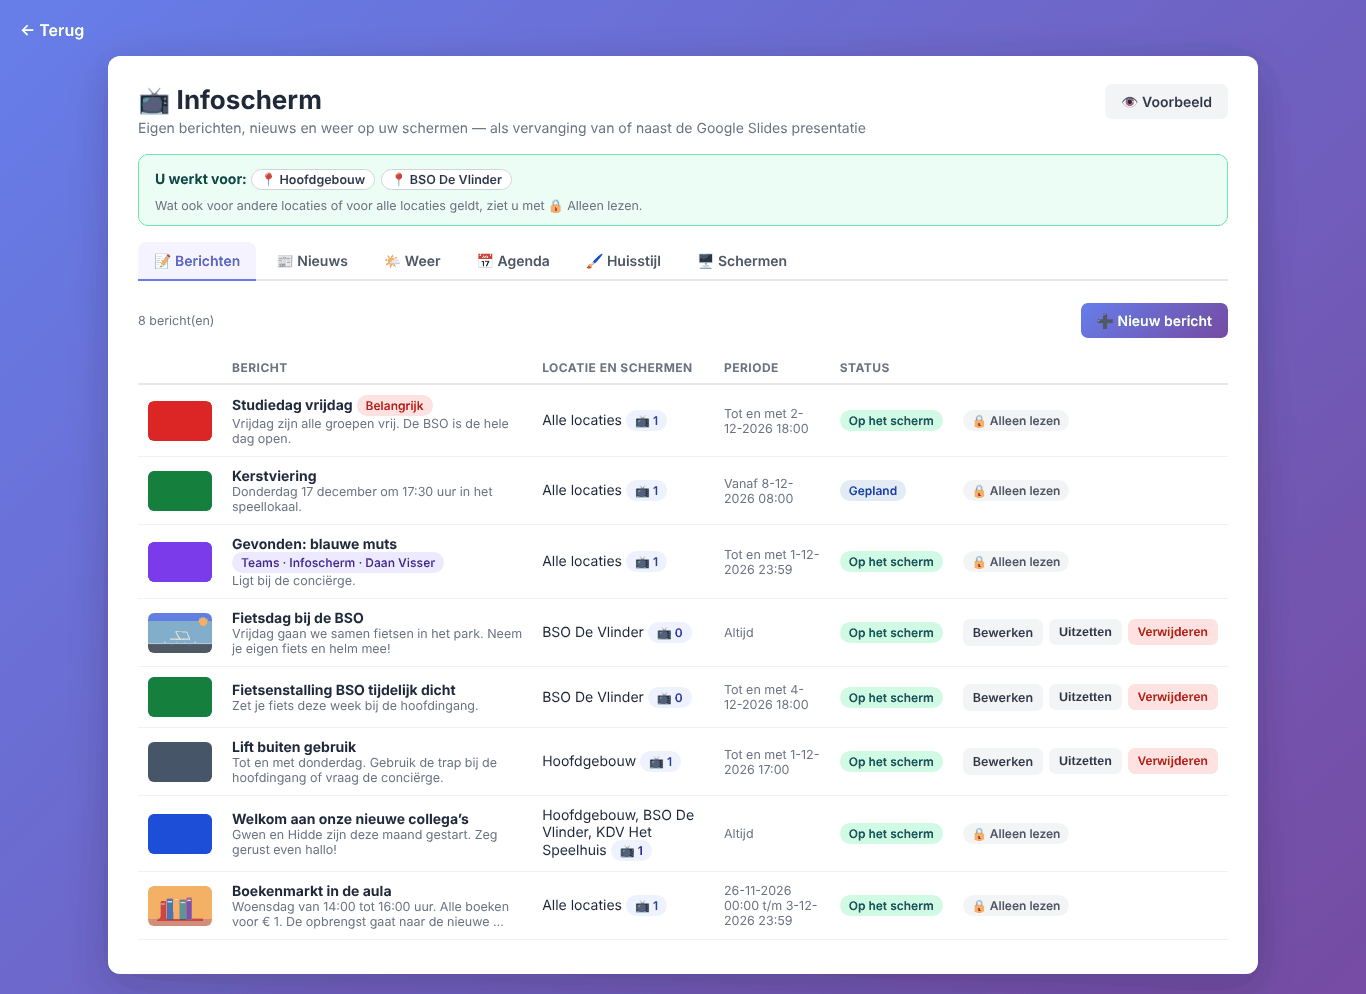 ← Terug
Infoscherm
Voorbeeld
Eigen berichten, nieuws en weer op uw schermen — als vervanging van of naast de Google Slides presentatie
U werkt voor: Hoofdgebouw BSO De Vlinder
Wat ook voor andere locaties of voor alle locaties geldt, ziet u met 🔒 Alleen lezen.
Berichten Nieuws Weer Agenda Huisstijl Schermen
8 bericht(en)
Nieuw bericht
BERICHT LOCATIE EN SCHERMEN PERIODE STATUS
Studiedag vrijdag Belangrijk
Vrijdag zijn alle groepen vrij. De BSO is de hele
dag open.
Alle locaties 1
Tot en met 2-
12-2026 18:00
Op het scherm
Alleen lezen
Kerstviering
Donderdag 17 december om 17:30 uur in het
speellokaal.
Alle locaties 1
Vanaf 8-12-
2026 08:00
Gepland
Alleen lezen
Gevonden: blauwe muts
Teams · Infoscherm · Daan Visser
Ligt bij de conciërge.
Alle locaties 1
Tot en met 1-12-
2026 23:59
Op het scherm
Alleen lezen
Fietsdag bij de BSO
Vrijdag gaan we samen fietsen in het park. Neem
je eigen fiets en helm mee!
BSO De Vlinder 0
Altijd
Op het scherm
Bewerken Uitzetten Verwijderen
Fietsenstalling BSO tijdelijk dicht
Zet je fiets deze week bij de hoofdingang.
BSO De Vlinder 0
Tot en met 4-
12-2026 18:00
Op het scherm
Bewerken Uitzetten Verwijderen
Lift buiten gebruik
Tot en met donderdag. Gebruik de trap bij de
hoofdingang of vraag de conciërge.
Hoofdgebouw 1
Tot en met 1-12-
2026 17:00
Op het scherm
Bewerken Uitzetten Verwijderen
Welkom aan onze nieuwe collega’s
Gwen en Hidde zijn deze maand gestart. Zeg
gerust even hallo!
Hoofdgebouw, BSO De
Vlinder, KDV Het
Speelhuis 1
Altijd
Op het scherm
Alleen lezen
Boekenmarkt in de aula
Woensdag van 14:00 tot 16:00 uur. Alle boeken
voor € 1. De opbrengst gaat naar de nieuwe ...
Alle locaties 1
26-11-2026
00:00 t/m 3-12-
2026 23:59
Op het scherm
Alleen lezen